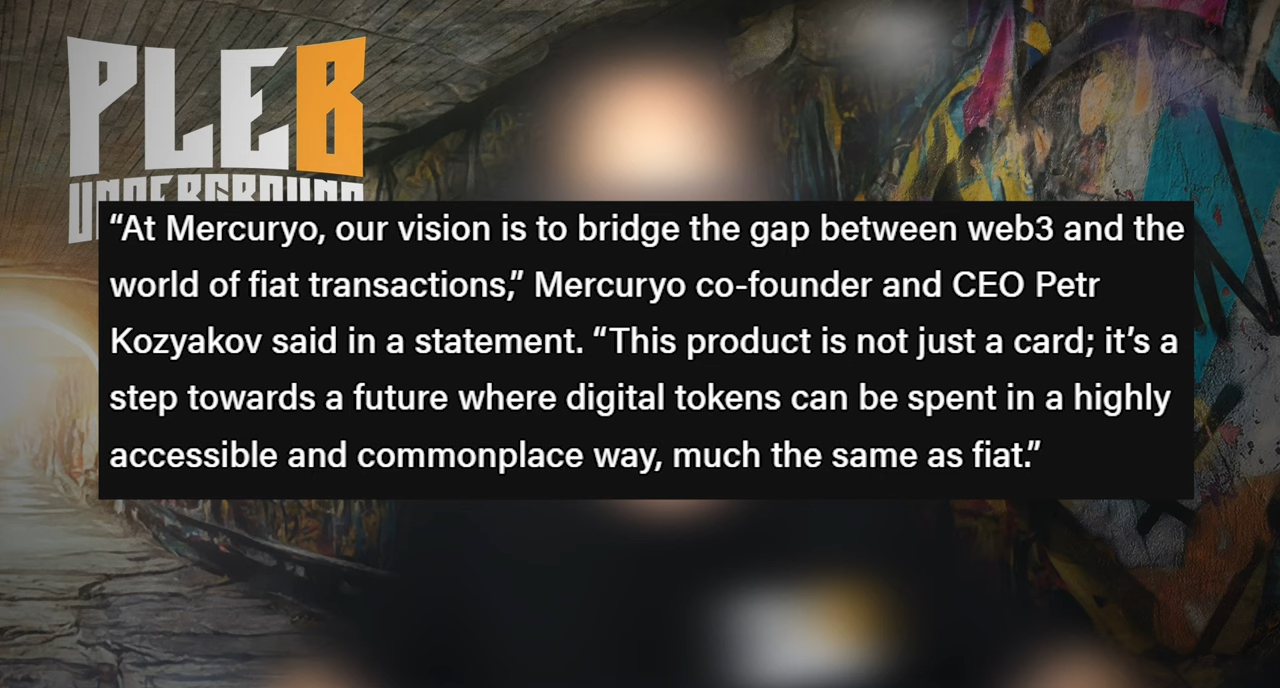 PLEB
UNDERGROUND
“At Mercuryo, our vision is to bridge the gap between web3 and the
world of fiat transactions,” Mercuryo co-founder and CEO Petr
Kozyakov said in a statement. “This product is not just a card; it’s a
step towards a future where digital tokens can be spent in a highly
accessible and commonplace way, much the same as fiat.”